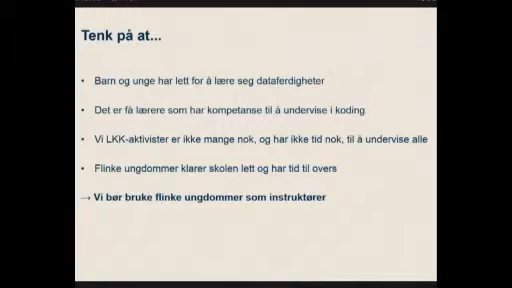 Tenk på at...
• Barn og unge har lett for å lære seg dataferdigheter
• Det er få lærere som har kompetanse til å undervise i koding
• Vi LKK-aktivister er ikke mange nok, og har ikke tid nok, til å undervise alle
• Flinke ungdommer klarer skolen lett og har tid til overs
→ Vi bør bruke flinke ungdommer som instruktører